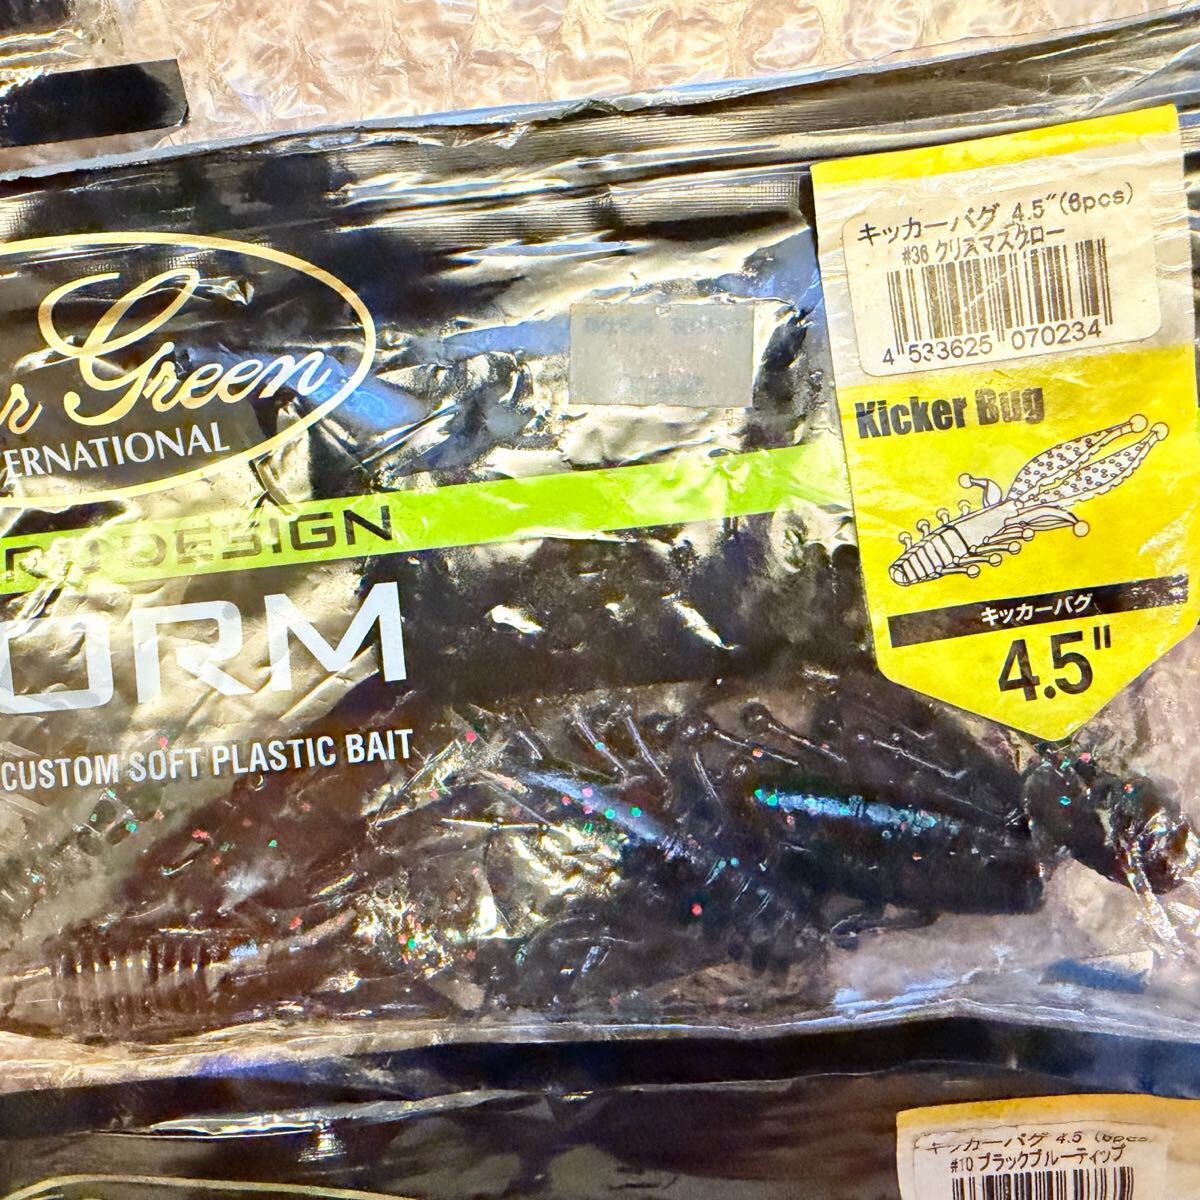 r Green
ERNATIONAL
DESIGN
ORM
CUSTOM SOFT PLASTIC BAIT
キッカーバグ 4.5"(6pcs)
#36 クリスマスクロー
4 533625 070234
Kicker Bug
キッカーバグ
4.5"
キッカーバグ 4.5 (6pcs
#10 ブラックブルーティップ